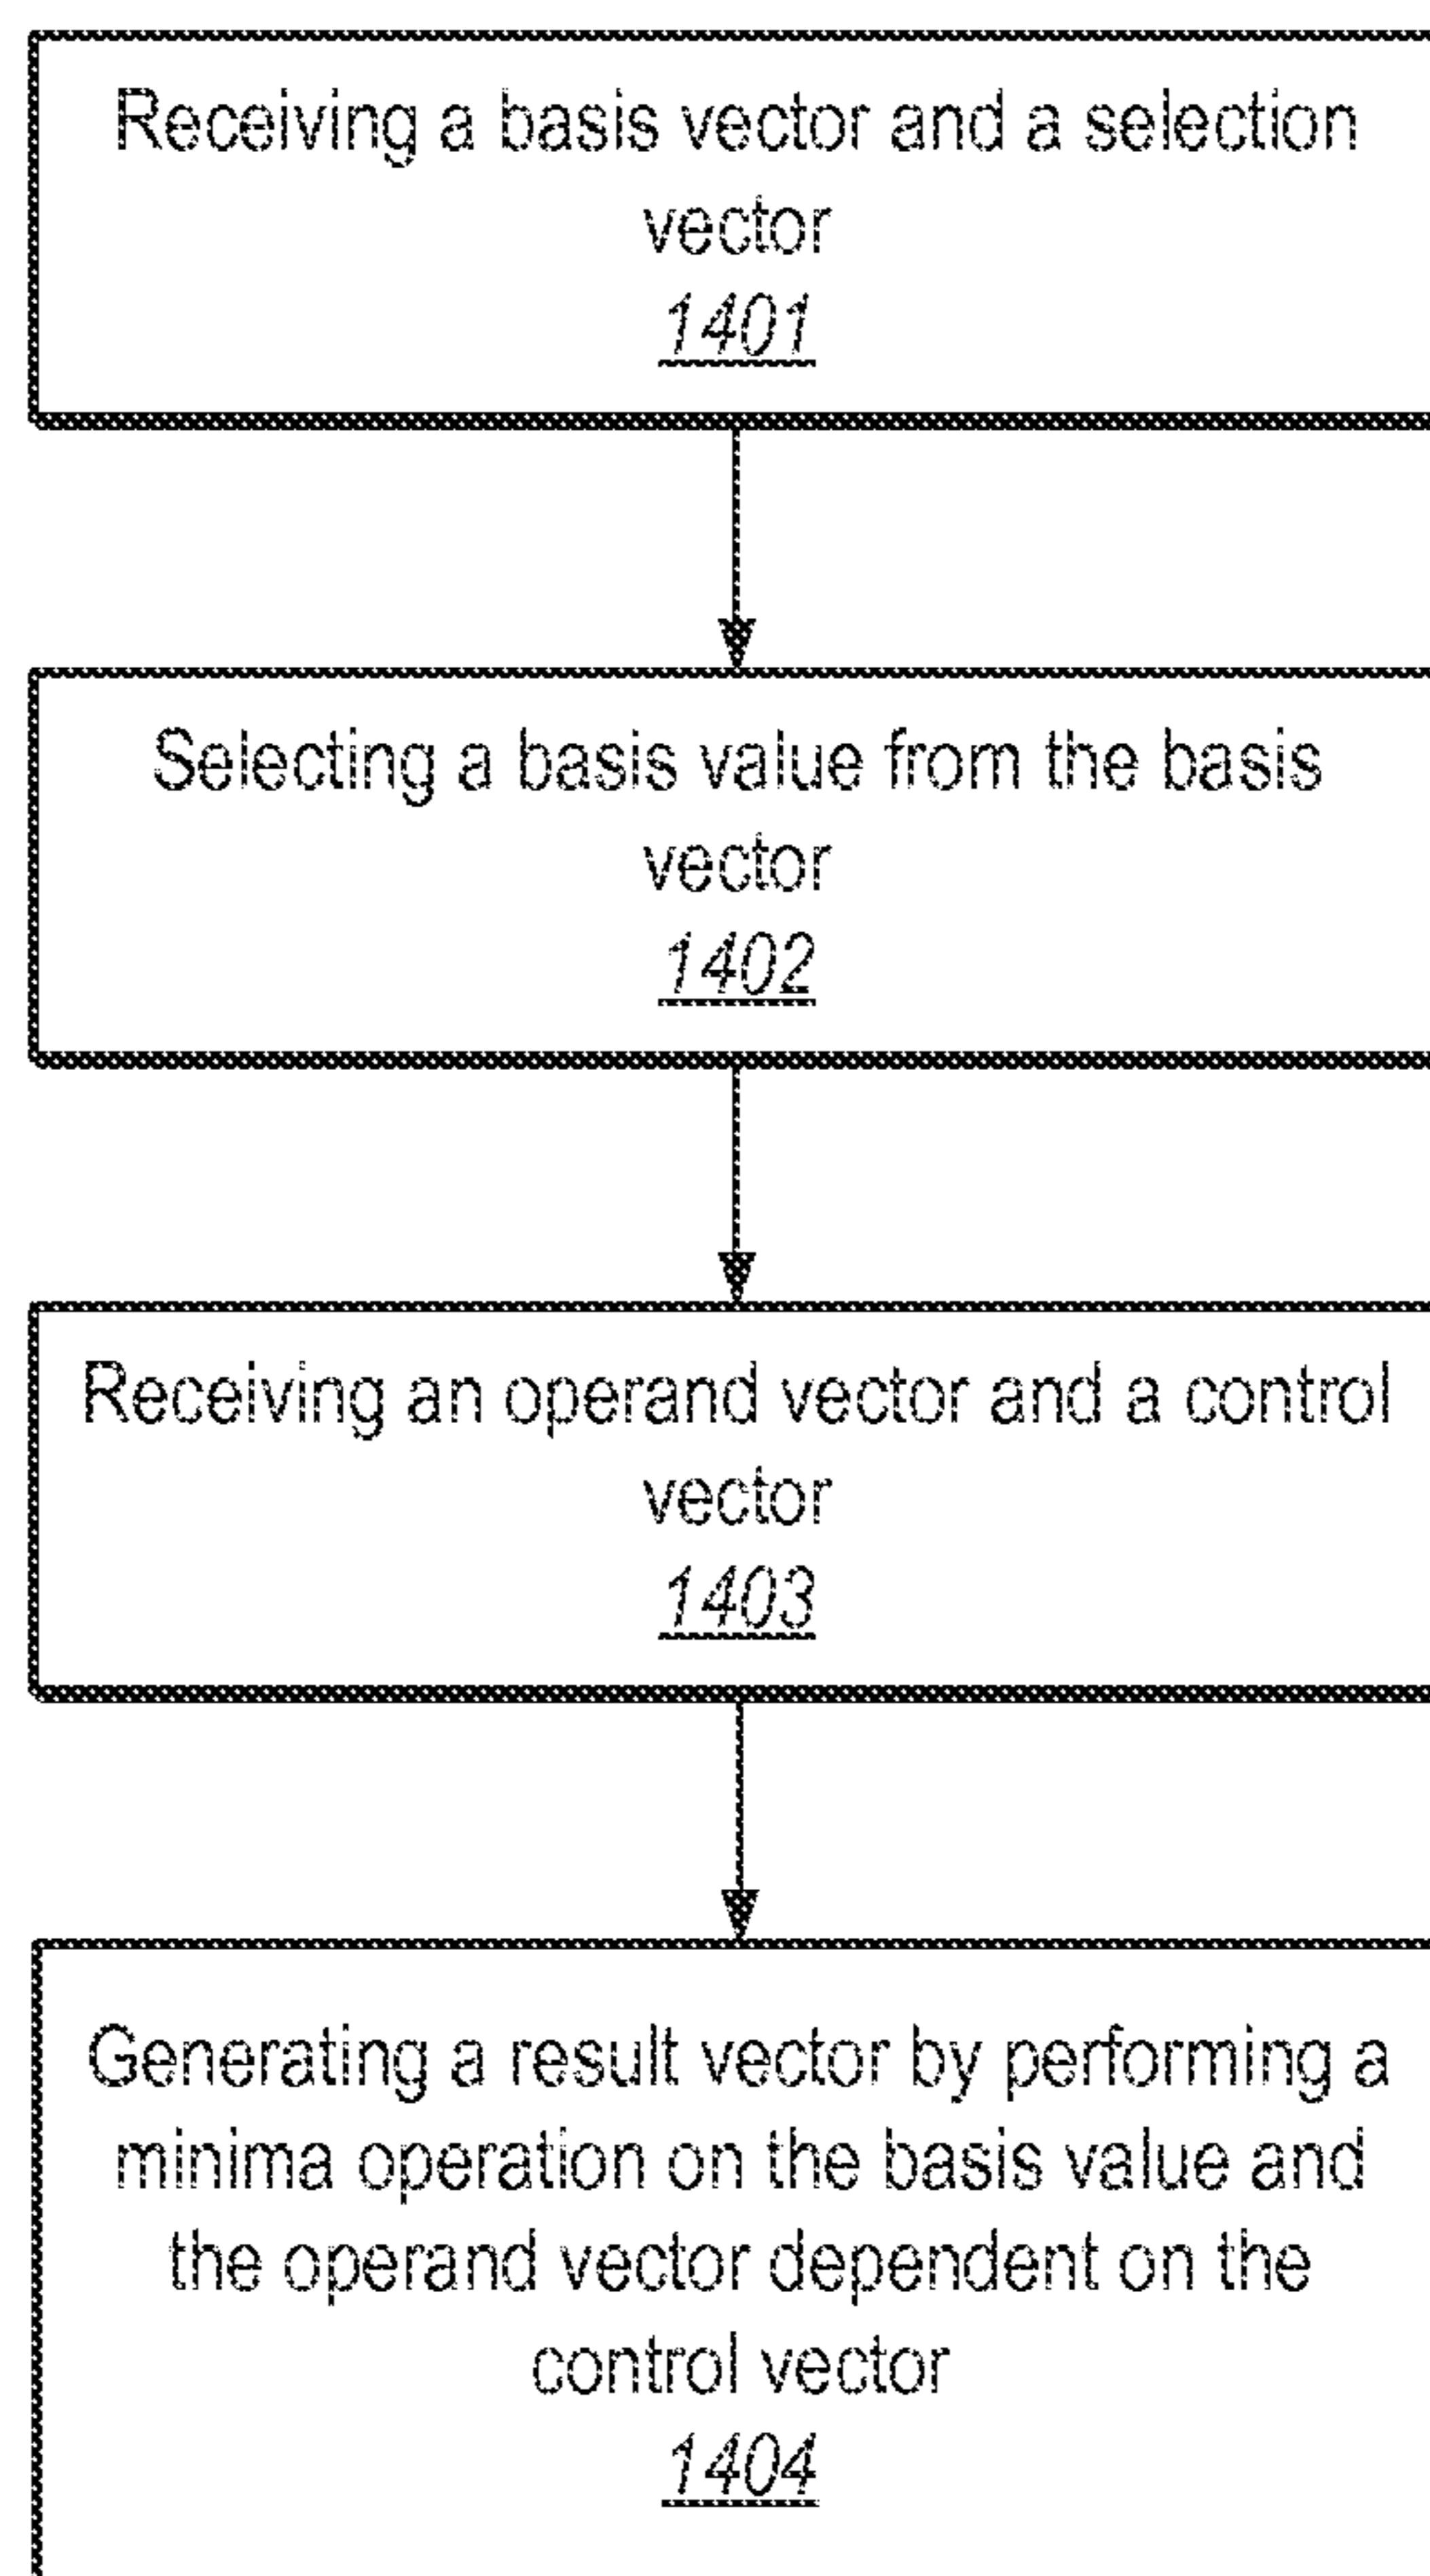 Receiving a basis vector and a selection
vector
1401
Selecting a basis value from the basis
vector
1402
Receiving an operand vector and a control
vector
1403
Generating a result vector by performing a
minima operation on the basis value and
the operand vector dependent on the
control vector
1404